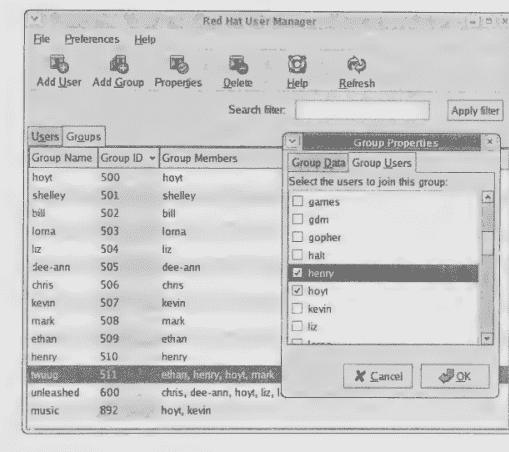 Red Hat User Manager
File Preferences Help
Add User Add Group Properties Delete Help Refresh
Search filter: Apply filter
Users Groups
Group Name Group ID Group Members
hoyt 500 hoyt
shelley 501 shelley
bill 502 bill
lorna 503 lorna
liz 504 liz
dee-ann 505 dee-ann
chris 506 chris
kevin 507 kevin
mark 508 mark
ethan 509 ethan
henry 510 henry
twuug 511 ethan, henry, hoyt, mark
unleashed 600 chris, dee-ann, hoyt, liz,
music 892 hoyt, kevin
Group Properties
Group Data Group Users
Select the users to join this group:
games
gdm
gopher
halt
henry
hoyt
kevin
liz
Cancel OK